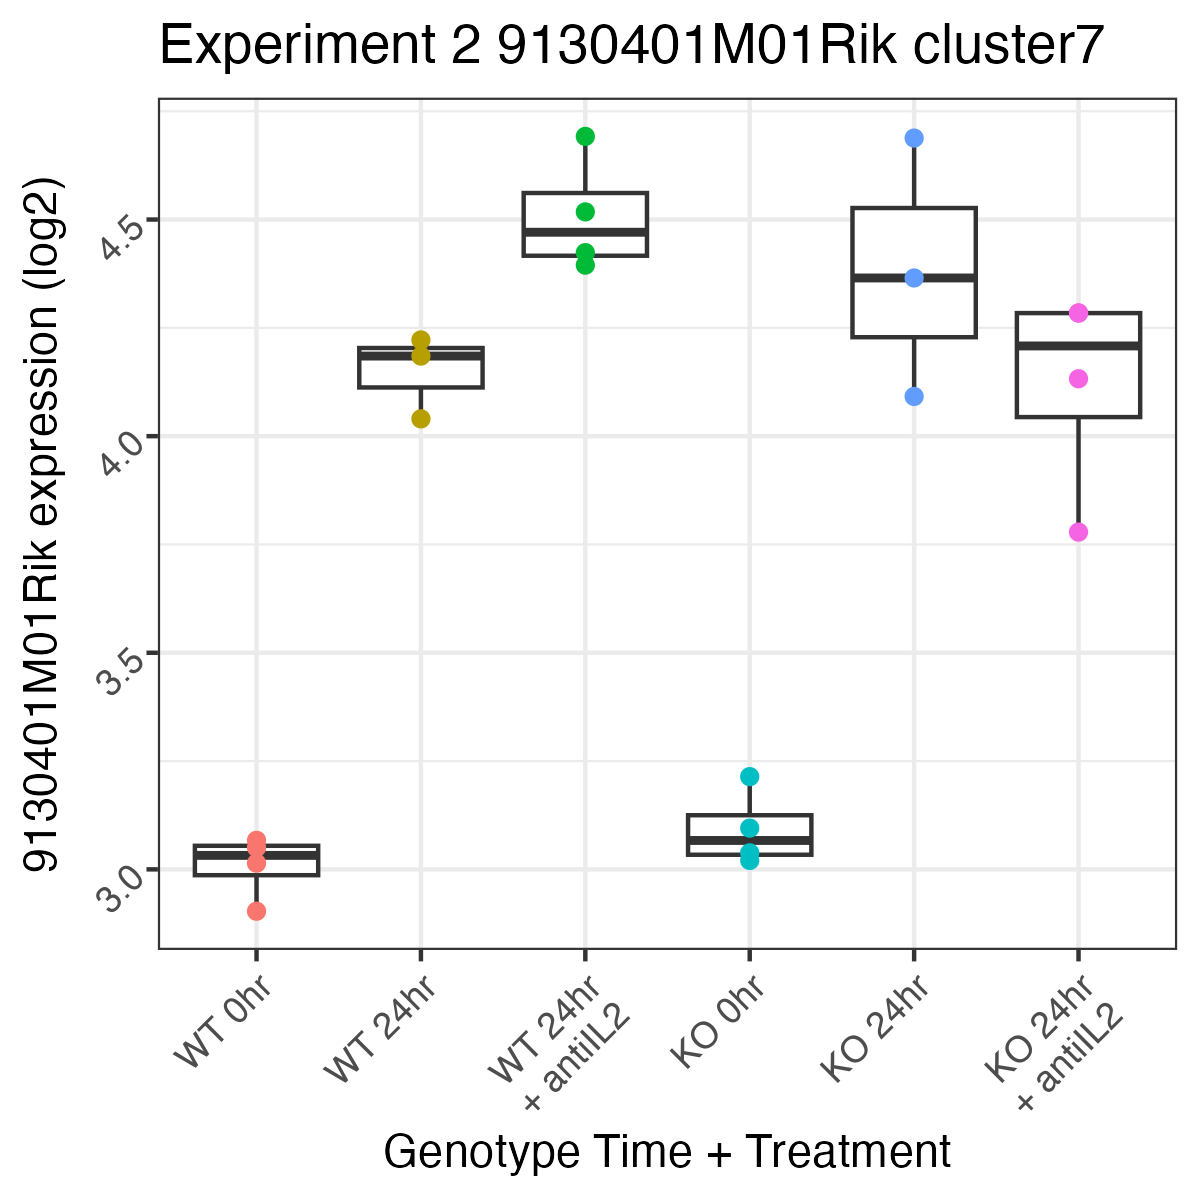 Experiment 2 9130401M01Rik cluster7
9130401M01Rik expression (log2)
4.5
4.0
3.5
3.0
WT 0hr
WT 24hr
WT 24hr
+ antiIL2
KO 0hr
KO 24hr
KO 24hr
+ antiIL2
Genotype Time + Treatment